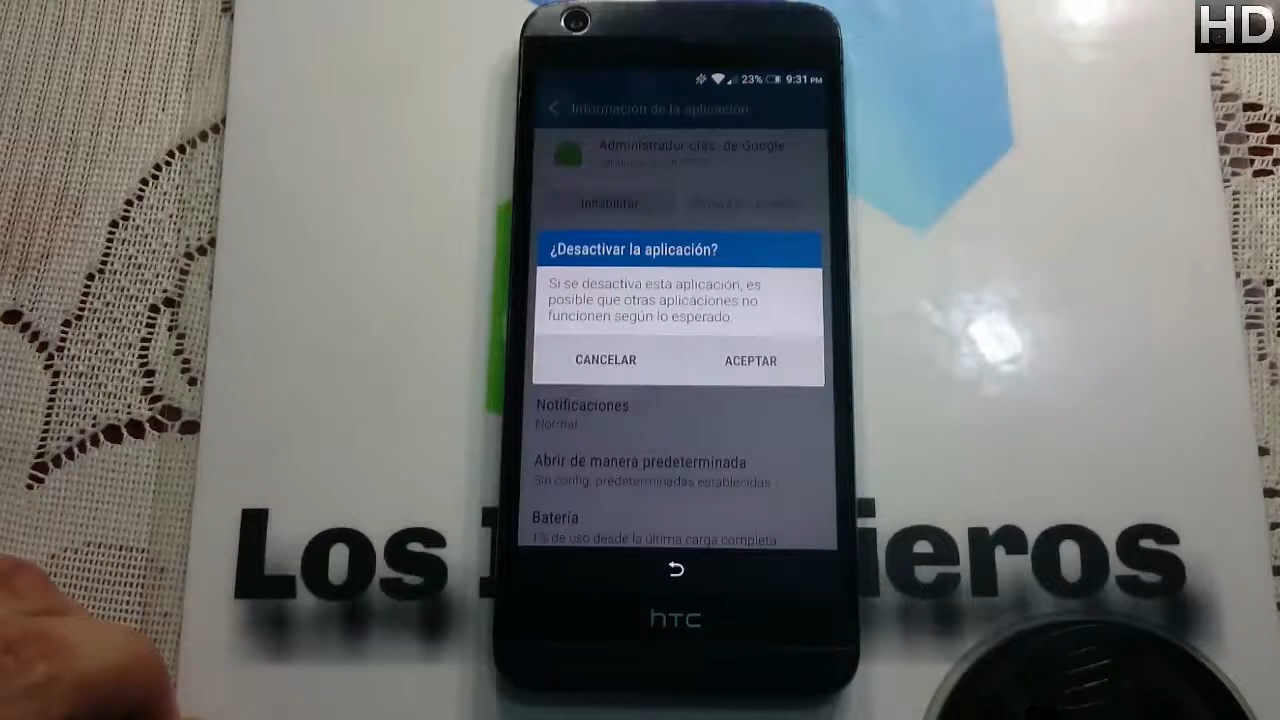 HD
23% 9:31 PM
Información de la aplicación
Administrador ctas. de Google
Inhabilitar
¿Desactivar la aplicación?
Si se desactiva esta aplicación, es
posible que otras aplicaciones no
funcionen según lo esperado.
CANCELAR ACEPTAR
Notificaciones
Normal
Abrir de manera predeterminada
Sin config. predeterminadas establecidas
Batería
1% de uso desde la última carga completa
Los ieros
hTC